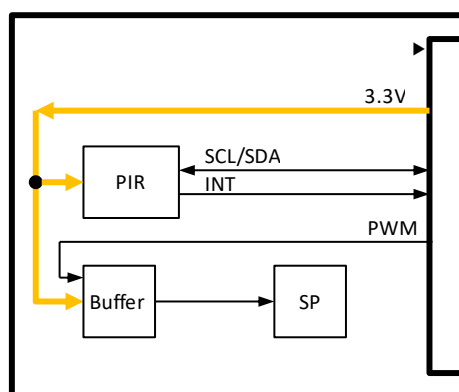 3.3V
SCL/SDA
PIR
INT
PWM
Buffer
SP